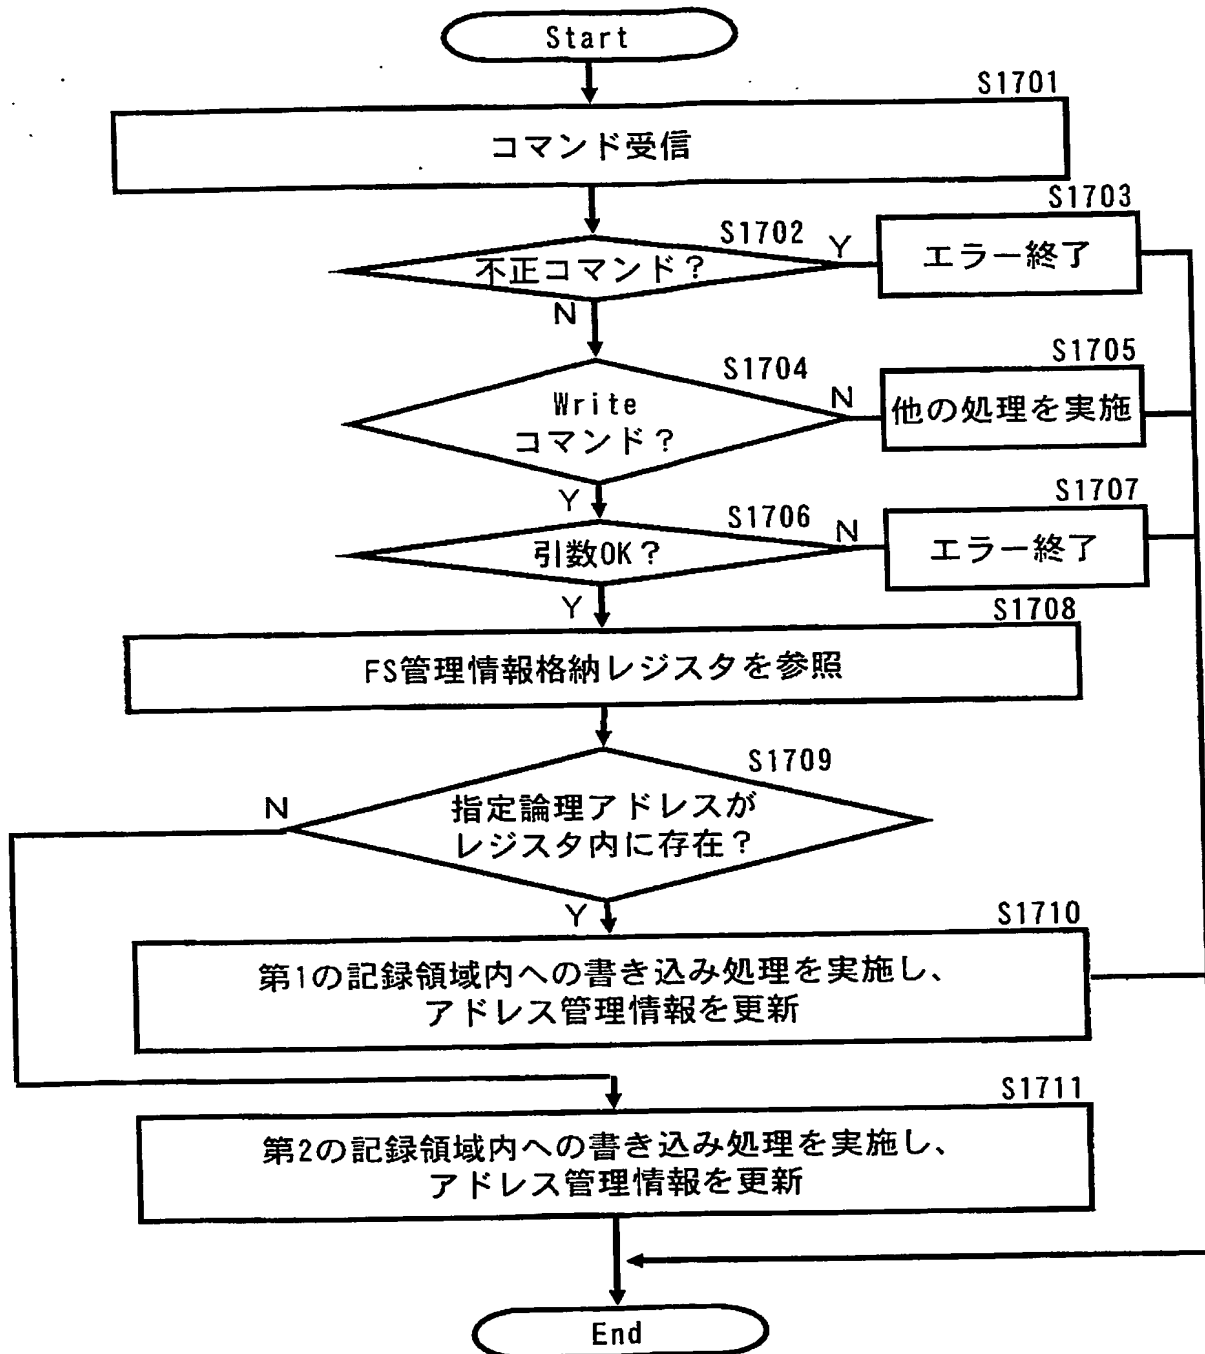 Start
S1701
コマンド受信
S1702
不正コマンド?
Y
S1703
エラー終了
N
S1704
Write
コマンド?
N
S1705
他の処理を実施
Y
S1706
引数OK?
N
S1707
エラー終了
Y
S1708
FS管理情報格納レジスタを参照
S1709
指定論理アドレスが
レジスタ内に存在?
N
Y
S1710
第1の記録領域内への書き込み処理を実施し、
アドレス管理情報を更新
S1711
第2の記録領域内への書き込み処理を実施し、
アドレス管理情報を更新
End